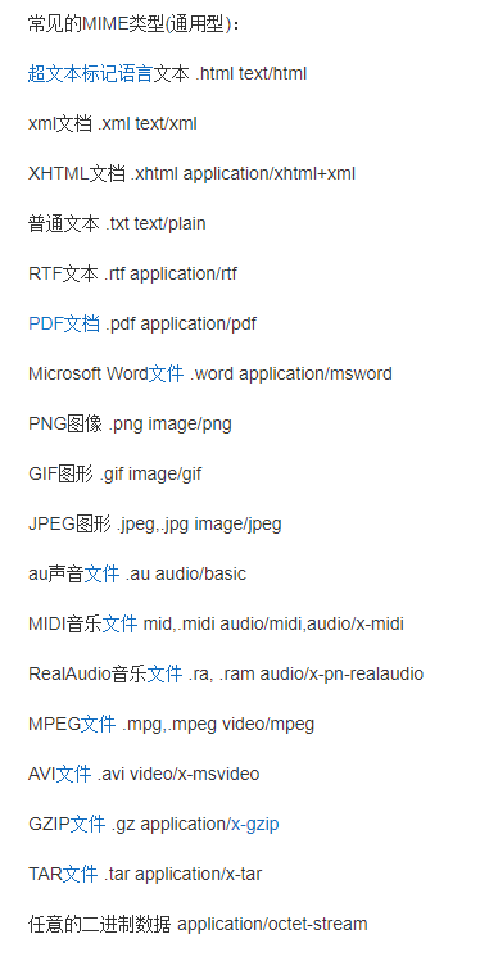 常见的MIME类型(通用型)：
超文本标记语言文本 .html text/html
xml文档 .xml text/xml
XHTML文档 .xhtml application/xhtml+xml
普通文本 .txt text/plain
RTF文本 .rtf application/rtf
PDF文档 .pdf application/pdf
Microsoft Word文件 .word application/msword
PNG图像 .png image/png
GIF图形 .gif image/gif
JPEG图形 .jpeg,.jpg image/jpeg
au声音文件 .au audio/basic
MIDI音乐文件 mid,.midi audio/midi,audio/x-midi
RealAudio音乐文件 .ra, .ram audio/x-pn-realaudio
MPEG文件 .mpg,.mpeg video/mpeg
AVI文件 .avi video/x-msvideo
GZIP文件 .gz application/x-gzip
TAR文件 .tar application/x-tar
任意的二进制数据 application/octet-stream